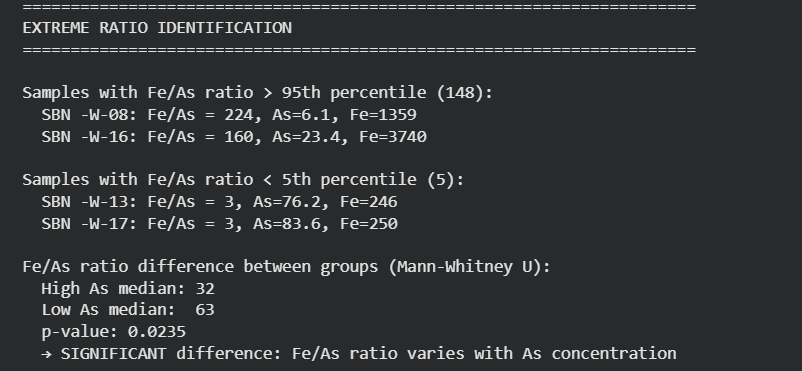 ======================================================================
EXTREME RATIO IDENTIFICATION
======================================================================
Samples with Fe/As ratio > 95th percentile (148):
SBN -W-08: Fe/As = 224, As=6.1, Fe=1359
SBN -W-16: Fe/As = 160, As=23.4, Fe=3740
Samples with Fe/As ratio < 5th percentile (5):
SBN -W-13: Fe/As = 3, As=76.2, Fe=246
SBN -W-17: Fe/As = 3, As=83.6, Fe=250
Fe/As ratio difference between groups (Mann-Whitney U):
High As median: 32
Low As median:  63
p-value: 0.0235
→ SIGNIFICANT difference: Fe/As ratio varies with As concentration